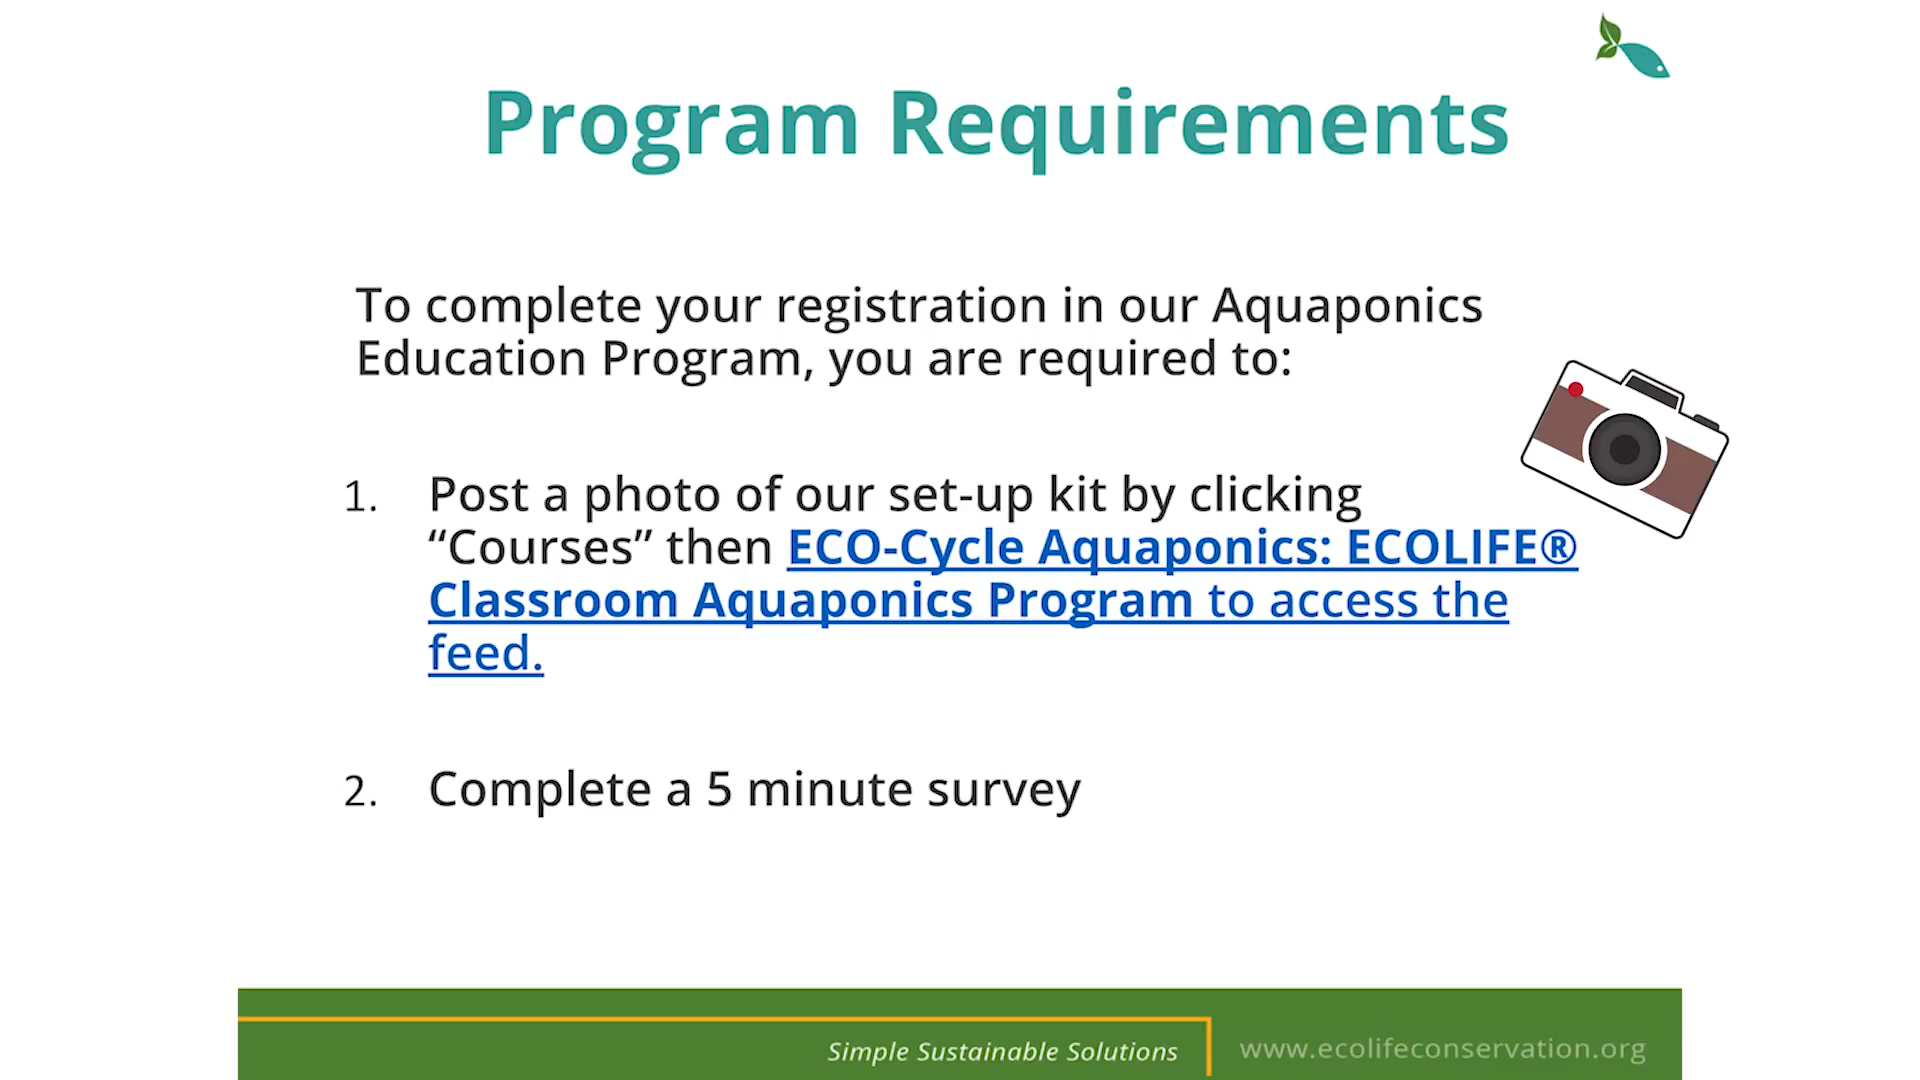 Program Requirements
To complete your registration in our Aquaponics
Education Program, you are required to:
1. Post a photo of our set-up kit by clicking
“Courses” then ECO-Cycle Aquaponics: ECOLIFE®
Classroom Aquaponics Program to access the
feed.
2. Complete a 5 minute survey
Simple Sustainable Solutions
www.ecolifeconservation.org